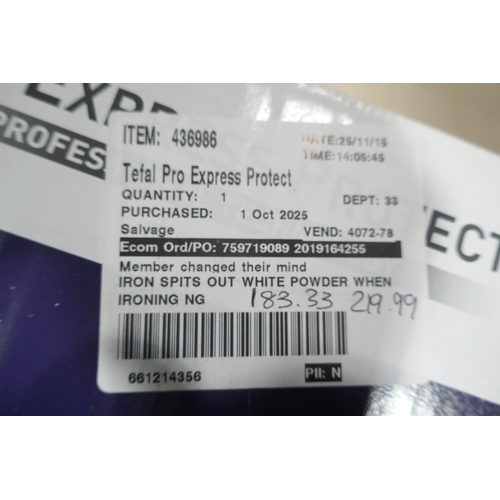 EXPR
PROFES
ECT
ITEM: 436986
DATE:25/11/15
TIME:14:05:45
Tefal Pro Express Protect
QUANTITY: 1
DEPT: 33
PURCHASED: 1 Oct 2025
Salvage
VEND: 4072-78
Ecom Ord/PO: 759719089 2019164255
Member changed their mind
IRON SPITS OUT WHITE POWDER WHEN
IRONING NG 183.33 219.99
661214356
PII: N